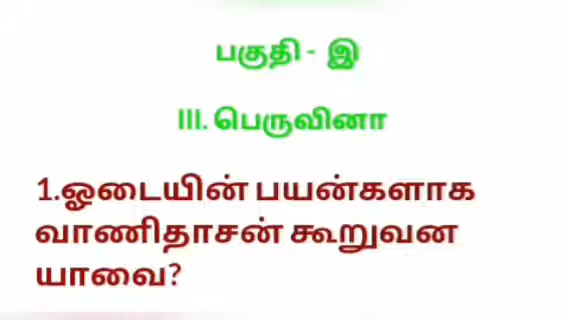 பகுதி - இ
III. பெருவினா
1.ஓடையின் பயன்களாக
வாணிதாசன் கூறுவன
யாவை?